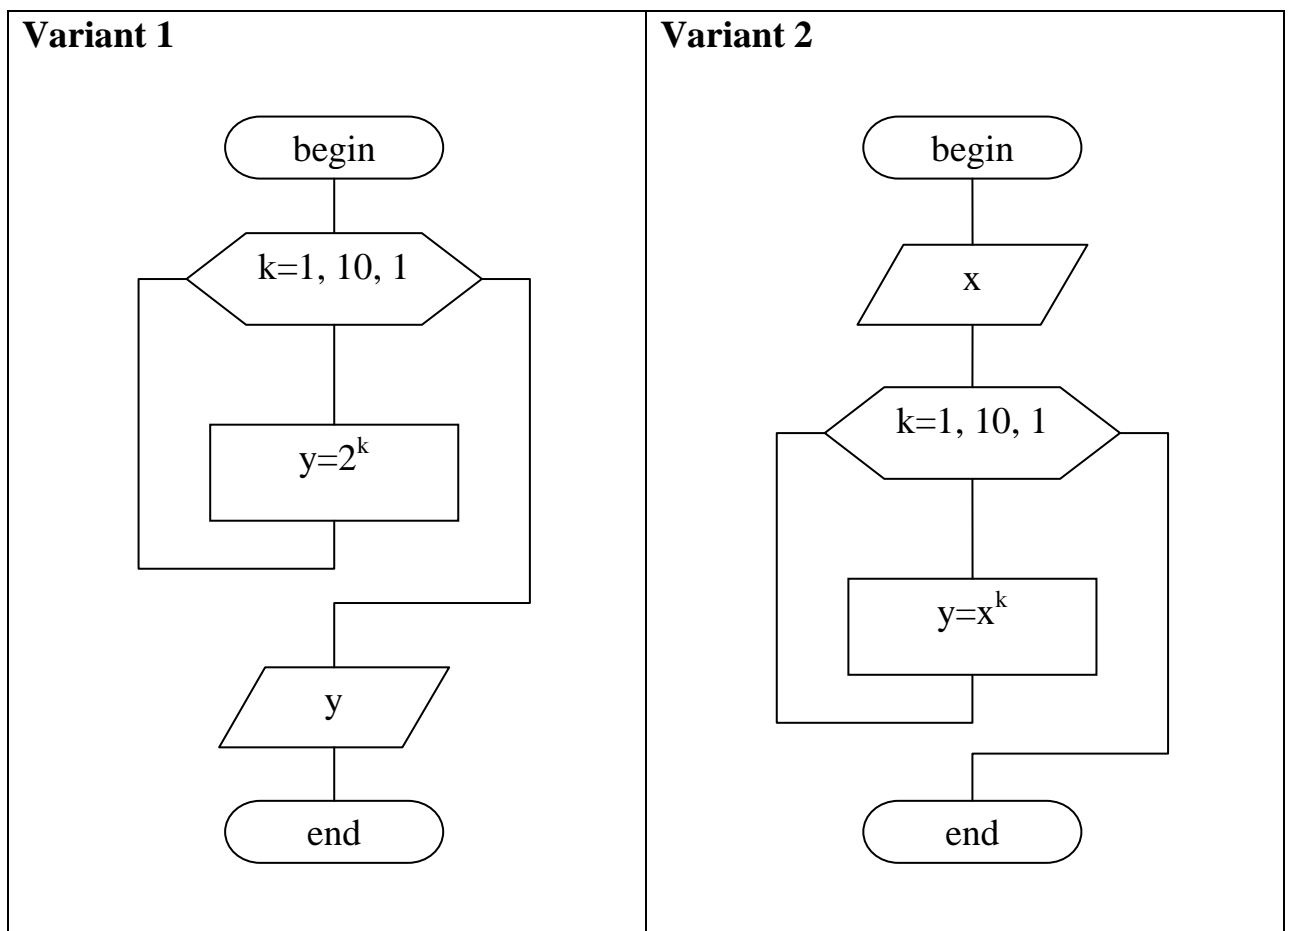 Variant 1
begin
k=1, 10, 1
y=2^k
y
end
Variant 2
begin
x
k=1, 10, 1
y=x^k
end